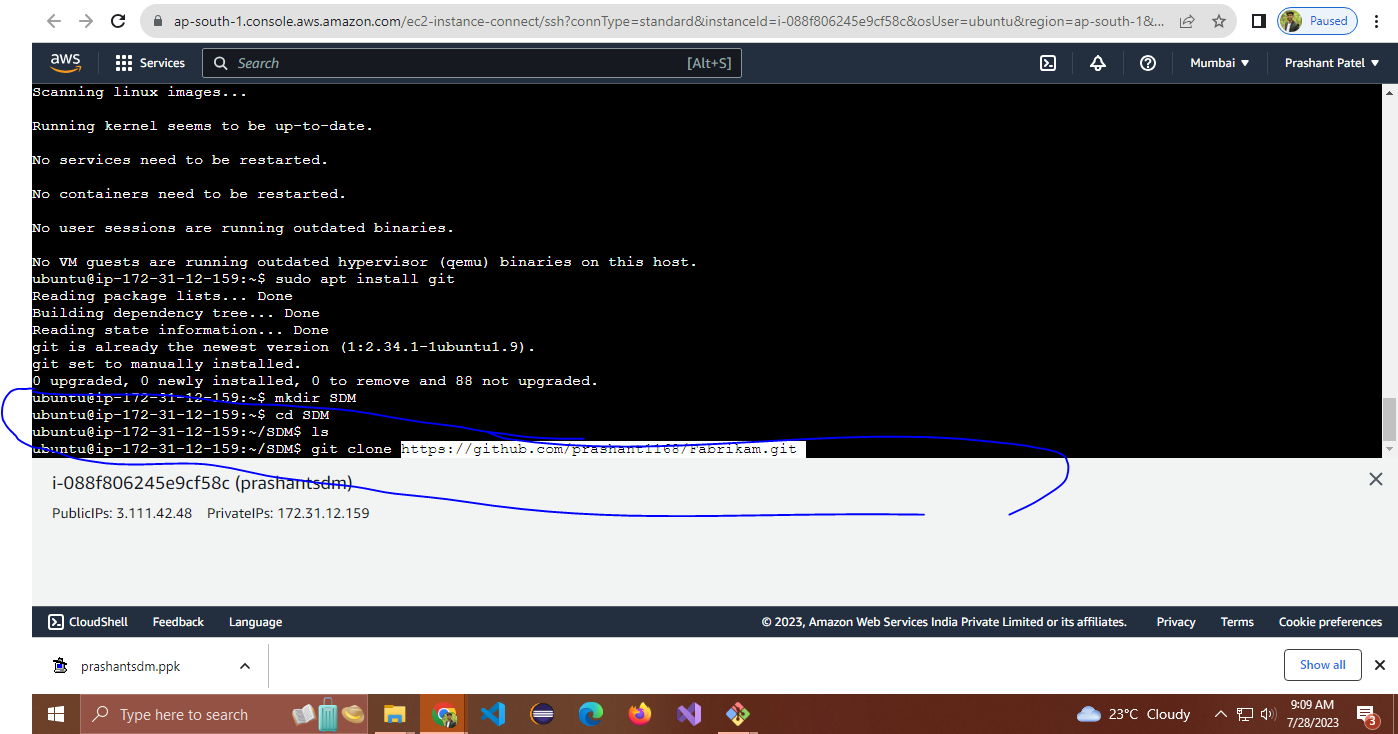 ap-south-1.console.aws.amazon.com/ec2-instance-connect/ssh?connType=standard&instanceId=i-088f806245e9cf58c&osUser=ubuntu&region=ap-south-1&...
Paused
aws
Services
Search
[Alt+S]
Mumbai
Prashant Patel
Scanning linux images...
Running kernel seems to be up-to-date.
No services need to be restarted.
No containers need to be restarted.
No user sessions are running outdated binaries.
No VM guests are running outdated hypervisor (qemu) binaries on this host.
ubuntu@ip-172-31-12-159:~$ sudo apt install git
Reading package lists... Done
Building dependency tree... Done
Reading state information... Done
git is already the newest version (1:2.34.1-1ubuntu1.9).
git set to manually installed.
0 upgraded, 0 newly installed, 0 to remove and 88 not upgraded.
ubuntu@ip-172-31-12-159:~$ mkdir SDM
ubuntu@ip-172-31-12-159:~$ cd SDM
ubuntu@ip-172-31-12-159:~/SDM$ ls
ubuntu@ip-172-31-12-159:~/SDM$ git clone https://github.com/prashant1168/Fabrikam.git
i-088f806245e9cf58c (prashantsdm)
PublicIPs: 3.111.42.48 PrivateIPs: 172.31.12.159
CloudShell
Feedback
Language
© 2023, Amazon Web Services India Private Limited or its affiliates.
Privacy
Terms
Cookie preferences
prashantsdm.ppk
Show all
Type here to search
23°C Cloudy
9:09 AM
7/28/2023
3